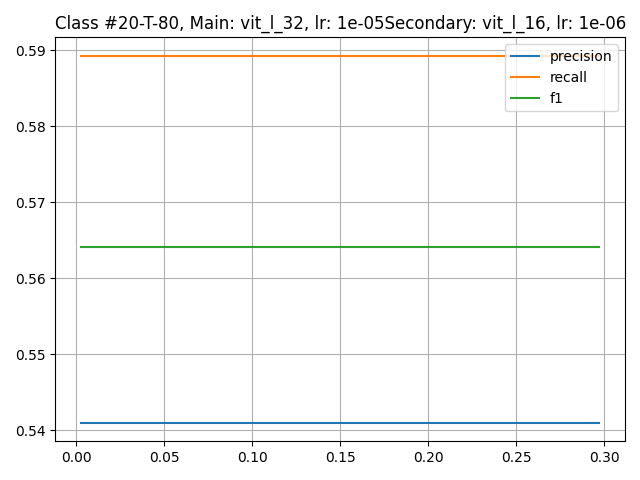 Class #20-T-80, Main: vit_l_32, lr: 1e-05Secondary: vit_l_16, lr: 1e-06
precision
recall
f1
0.59
0.58
0.57
0.56
0.55
0.54
0.00 0.05 0.10 0.15 0.20 0.25 0.30